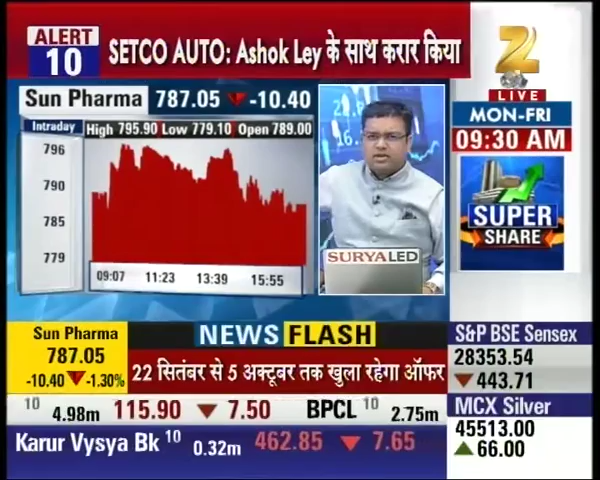 ALERT
10
SETCO AUTO: Ashok Ley के साथ करार किया
Z
LIVE
Sun Pharma 787.05 -10.40
Intraday High 795.90 Low 779.10 Open 789.00
796
790
785
779
09:07 11:23 13:39 15:55
SURYA LED
MON-FRI
09:30 AM
SUPER
SHARE
Sun Pharma
787.05
-10.40 -1.30%
NEWS FLASH
22 सितंबर से 5 अक्टूबर तक खुला रहेगा ऑफर
S&P BSE Sensex
28353.54
443.71
10 4.98m 115.90 7.50 BPCL 10 2.75m
MCX Silver
45513.00
66.00
Karur Vysya Bk 10 0.32m 462.85 7.65